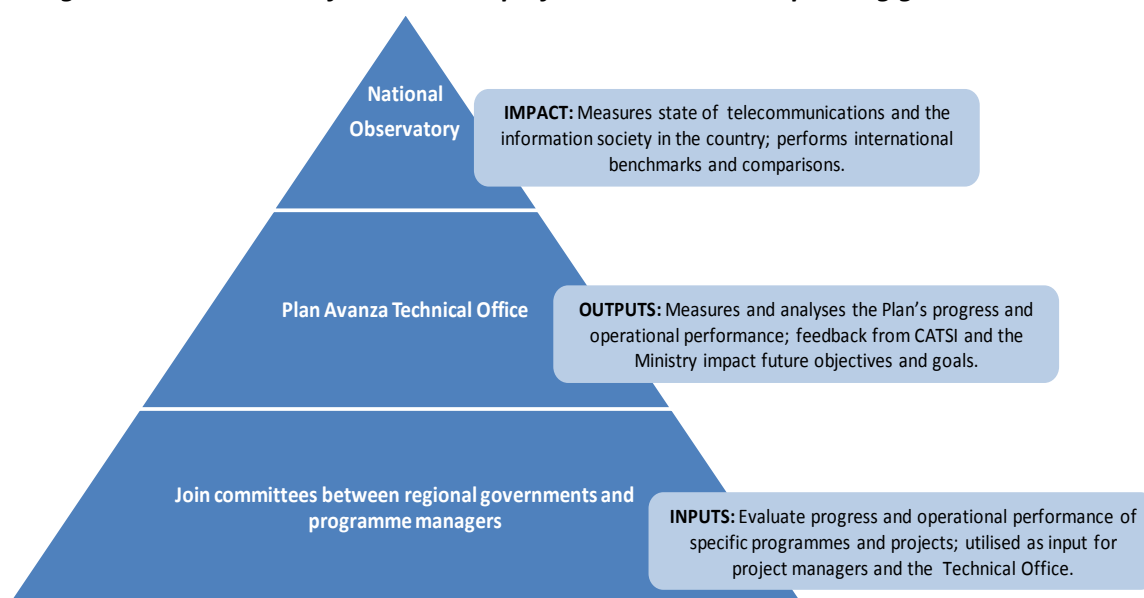 National
Observatory
IMPACT: Measures state of telecommunications and the
information society in the country; performs international
benchmarks and comparisons.
Plan Avanza Technical Office
OUTPUTS: Measures and analyses the Plan’s progress and
operational performance; feedback from CATSI and the
Ministry impact future objectives and goals.
Join committees between regional governments and
programme managers
INPUTS: Evaluate progress and operational performance of
specific programmes and projects; utilised as input for
project managers and the Technical Office.